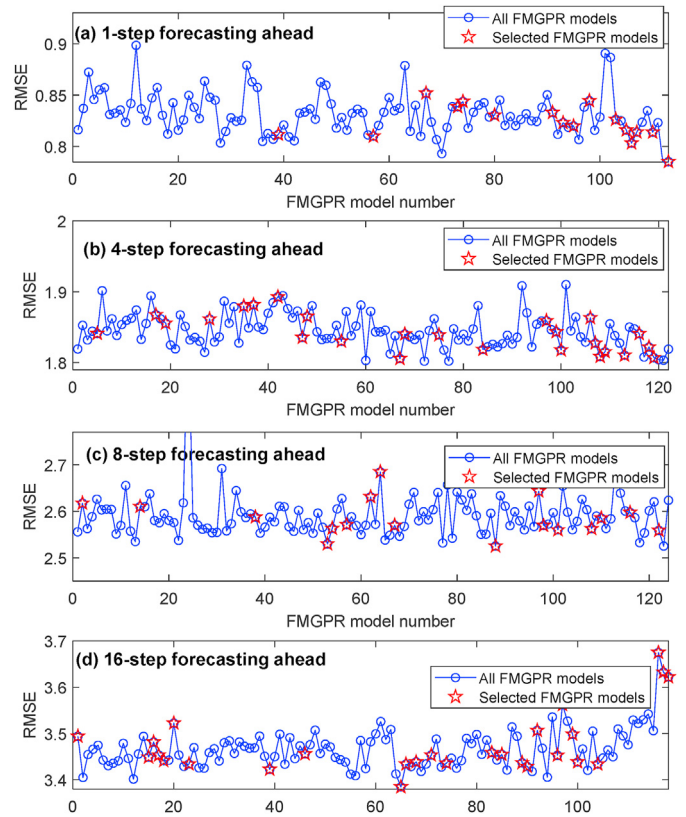 (a) 1-step forecasting ahead
All FMGPR models
Selected FMGPR models
RMSE
0.9
0.85
0.8
0 20 40 60 80 100
FMGPR model number
(b) 4-step forecasting ahead
All FMGPR models
Selected FMGPR models
RMSE
2
1.9
1.8
0 20 40 60 80 100 120
FMGPR model number
(c) 8-step forecasting ahead
All FMGPR models
Selected FMGPR models
RMSE
2.7
2.6
2.5
0 20 40 60 80 100 120
FMGPR model number
(d) 16-step forecasting ahead
All FMGPR models
Selected FMGPR models
RMSE
3.7
3.6
3.5
3.4
0 20 40 60 80 100
FMGPR model number